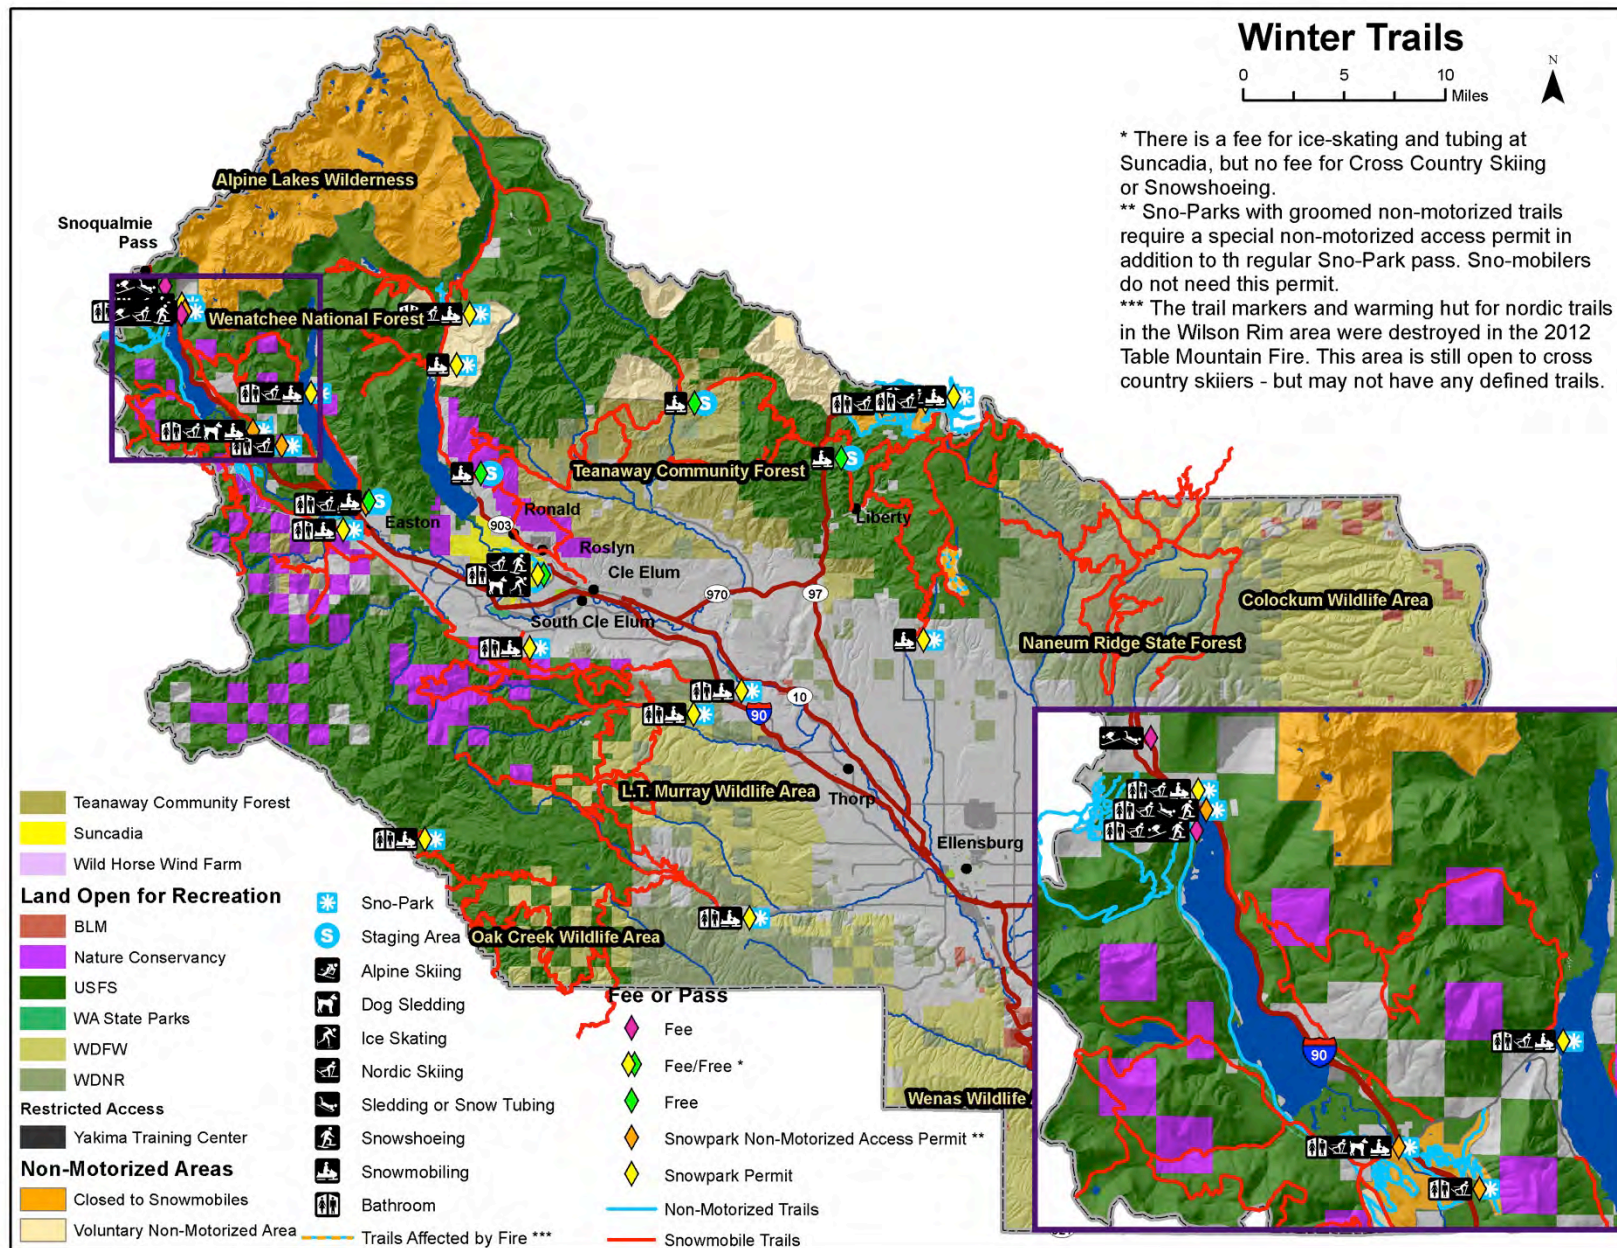 Winter Trails
0 5 10
Miles
N
* There is a fee for ice-skating and tubing at
Suncadia, but no fee for Cross Country Skiing
or Snowshoeing.
** Sno-Parks with groomed non-motorized trails
require a special non-motorized access permit in
addition to th regular Sno-Park pass. Sno-mobilers
do not need this permit.
*** The trail markers and warming hut for nordic trails
in the Wilson Rim area were destroyed in the 2012
Table Mountain Fire. This area is still open to cross
country skiiers - but may not have any defined trails.
Alpine Lakes Wilderness
Snoqualmie
Pass
Wenatchee National Forest
S
Teanaway Community Forest
S
S
S
Easton
903
Ronald
Liberty
Roslyn
Cle Elum
970
97
South Cle Elum
Colockum Wildlife Area
Naneum Ridge State Forest
10
90
L.T. Murray Wildlife Area
Thorp
Ellensburg
Oak Creek Wildlife Area
Wenas Wildlife
90
Teanaway Community Forest
Suncadia
Wild Horse Wind Farm
Land Open for Recreation
BLM
Nature Conservancy
USFS
WA State Parks
WDFW
WDNR
Restricted Access
Yakima Training Center
Non-Motorized Areas
Closed to Snowmobiles
Voluntary Non-Motorized Area
Sno-Park
S
Staging Area
Alpine Skiing
Dog Sledding
Ice Skating
Nordic Skiing
Sledding or Snow Tubing
Snowshoeing
Snowmobiling
Bathroom
Trails Affected by Fire ***
Fee or Pass
Fee
Fee/Free *
Free
Snowpark Non-Motorized Access Permit **
Snowpark Permit
Non-Motorized Trails
Snowmobile Trails